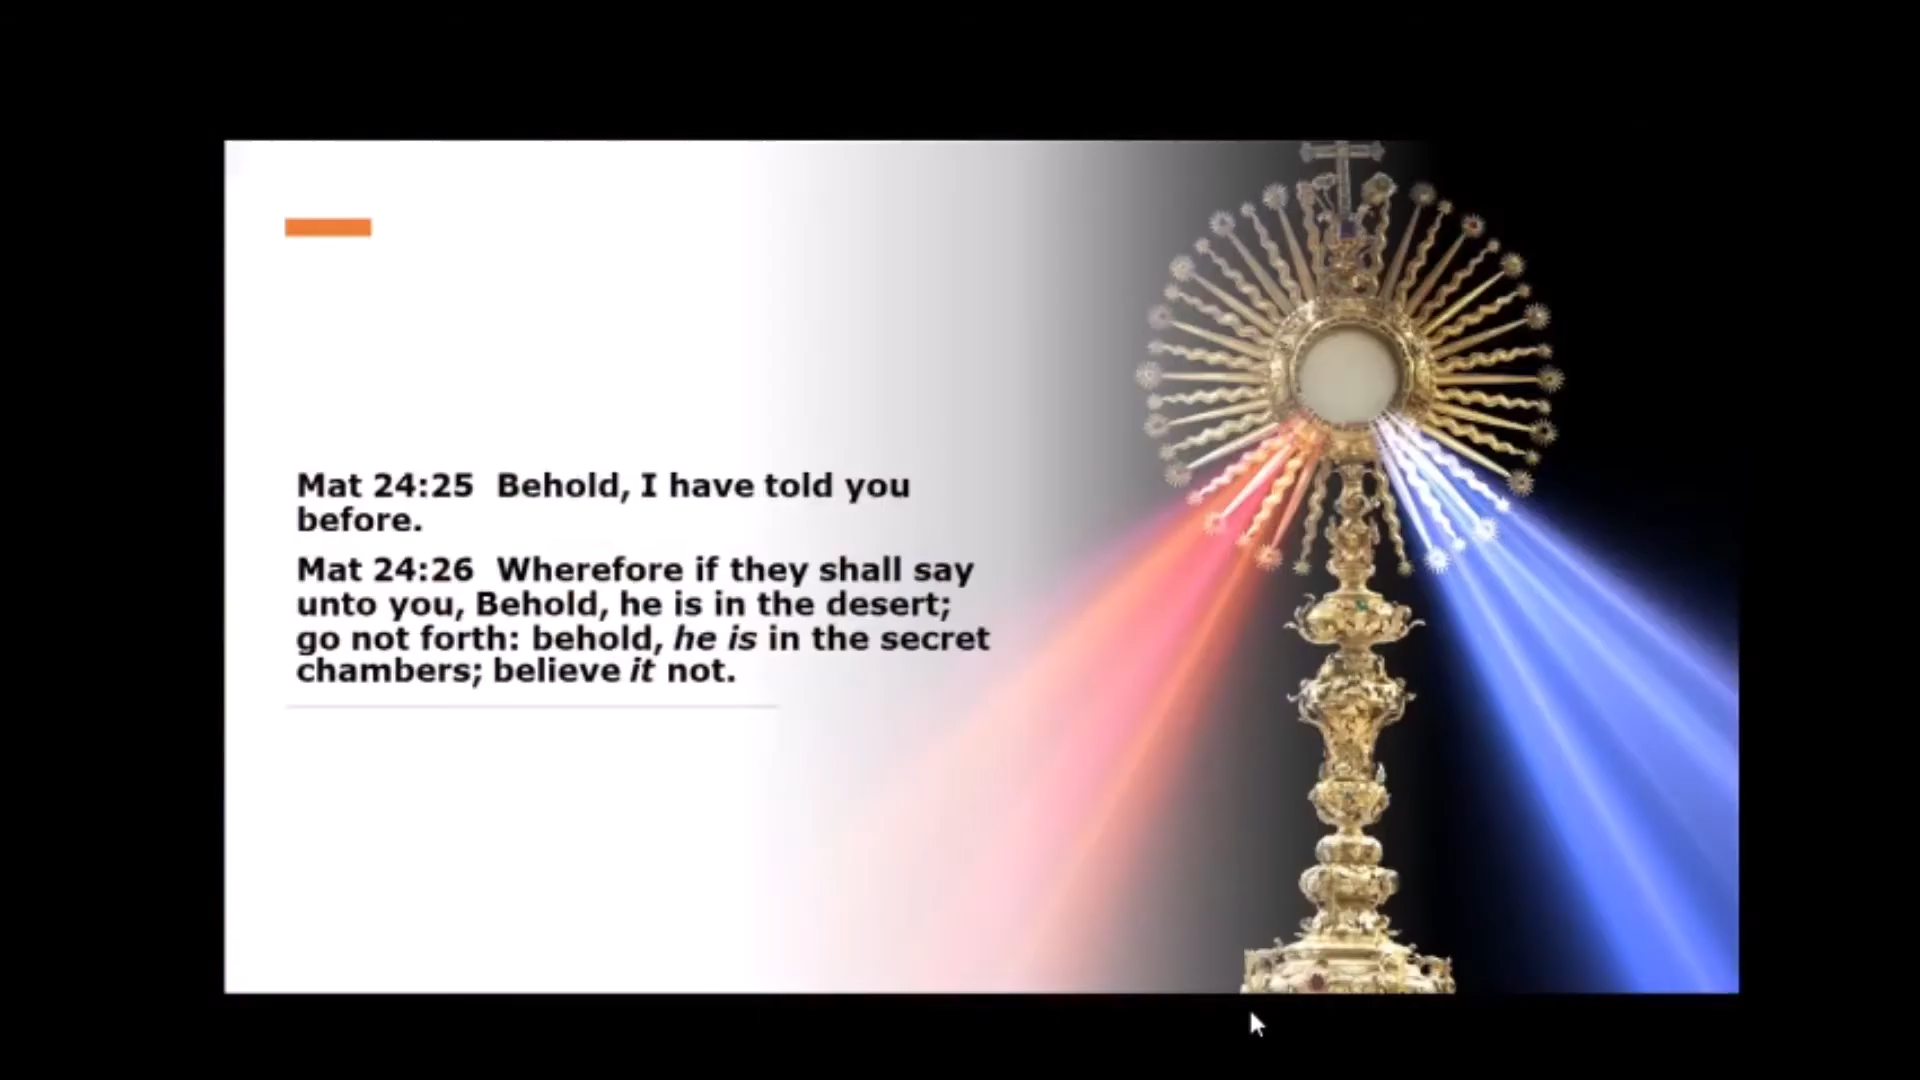 Mat 24:25  Behold, I have told you
before.
Mat 24:26  Wherefore if they shall say
unto you, Behold, he is in the desert;
go not forth: behold, he is in the secret
chambers; believe it not.